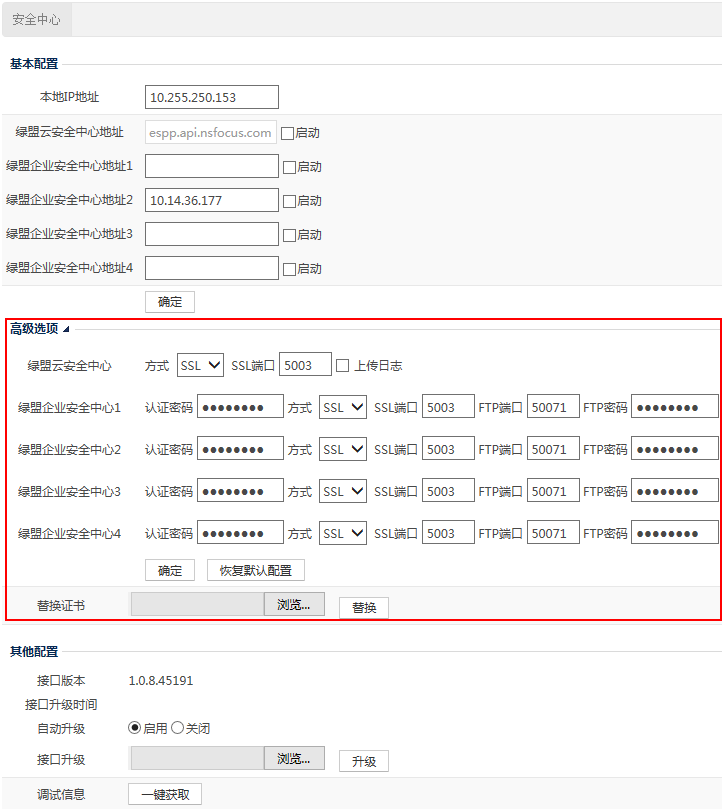 安全中心
基本配置
本地IP地址 10.255.250.153
绿盟云安全中心地址 espp.api.nsfocus.com 启动
绿盟企业安全中心地址1 启动
绿盟企业安全中心地址2 10.14.36.177 启动
绿盟企业安全中心地址3 启动
绿盟企业安全中心地址4 启动
确定
高级选项
绿盟云安全中心 方式 SSL SSL端口 5003 上传日志
绿盟企业安全中心1 认证密码 ●●●●●●●● 方式 SSL SSL端口 5003 FTP端口 50071 FTP密码 ●●●●●●●●
绿盟企业安全中心2 认证密码 ●●●●●●●● 方式 SSL SSL端口 5003 FTP端口 50071 FTP密码 ●●●●●●●●
绿盟企业安全中心3 认证密码 ●●●●●●●● 方式 SSL SSL端口 5003 FTP端口 50071 FTP密码 ●●●●●●●●
绿盟企业安全中心4 认证密码 ●●●●●●●● 方式 SSL SSL端口 5003 FTP端口 50071 FTP密码 ●●●●●●●●
确定 恢复默认配置
替换证书 浏览... 替换
其他配置
接口版本 1.0.8.45191
接口升级时间
自动升级 启用 关闭
接口升级 浏览... 升级
调试信息 一键获取